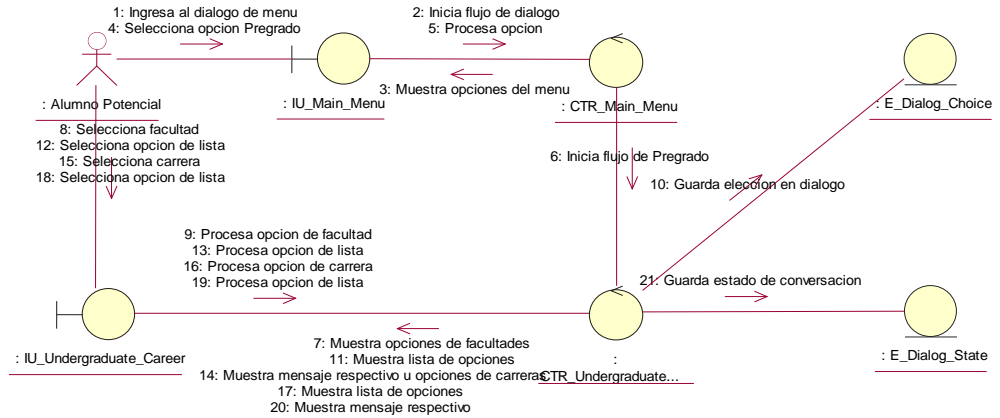 1: Ingresa al dialogo de menu
4: Selecciona opcion Pregrado
2: Inicia flujo de dialogo
5: Procesa opcion
3: Muestra opciones del menu
: Alumno Potencial
: IU_Main_Menu
: CTR_Main_Menu
: E_Dialog_Choice
8: Selecciona facultad
12: Selecciona opcion de lista
15: Selecciona carrera
18: Selecciona opcion de lista
6: Inicia flujo de Pregrado
10: Guarda eleccion en dialogo
9: Procesa opcion de facultad
13: Procesa opcion de lista
16: Procesa opcion de carrera
19: Procesa opcion de lista
21: Guarda estado de conversacion
7: Muestra opciones de facultades
11: Muestra lista de opciones
14: Muestra mensaje respectivo u opciones de carreras
17: Muestra lista de opciones
20: Muestra mensaje respectivo
: IU_Undergraduate_Career
:
CTR_Undergraduate...
: E_Dialog_State